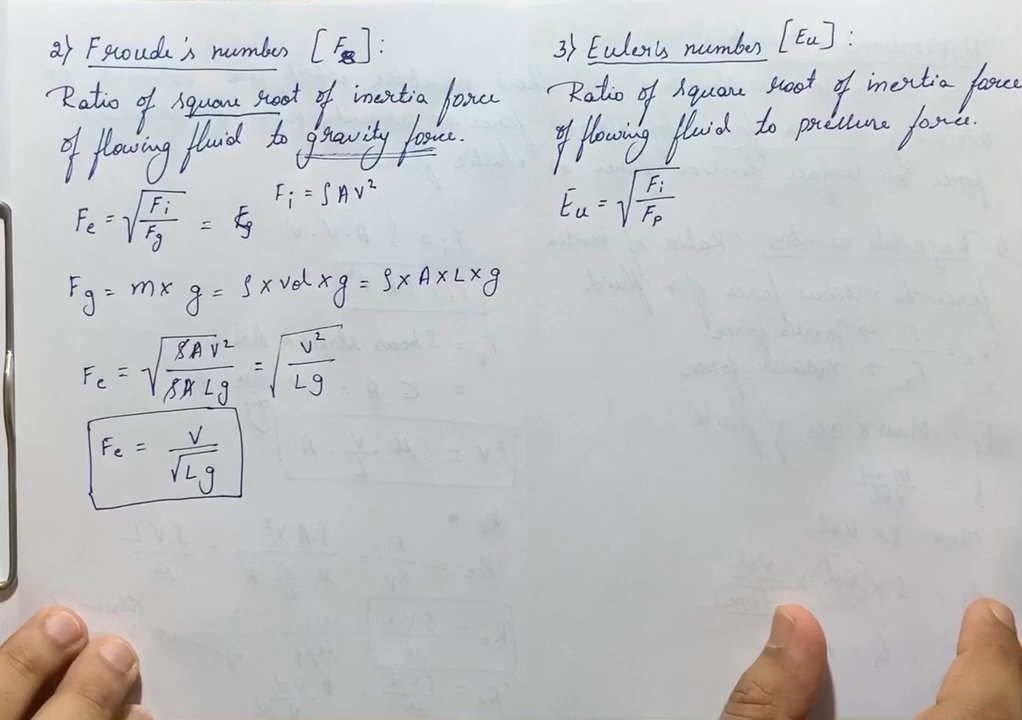 2) Froude's number [Fe]:
Ratio of square root of inertia force
of flowing fluid to gravity force.
Fe = √(Fi/Fg) = Fg Fi = ρAV²
Fg = m × g = ρ × vol × g = ρ × A × L × g
Fe = √(ρAV²/ρALg) = √(V²/Lg)
Fe = V/√Lg
3) Euler's number [Eu]:
Ratio of square root of inertia force
of flowing fluid to pressure force.
Eu = √(Fi/Fp)